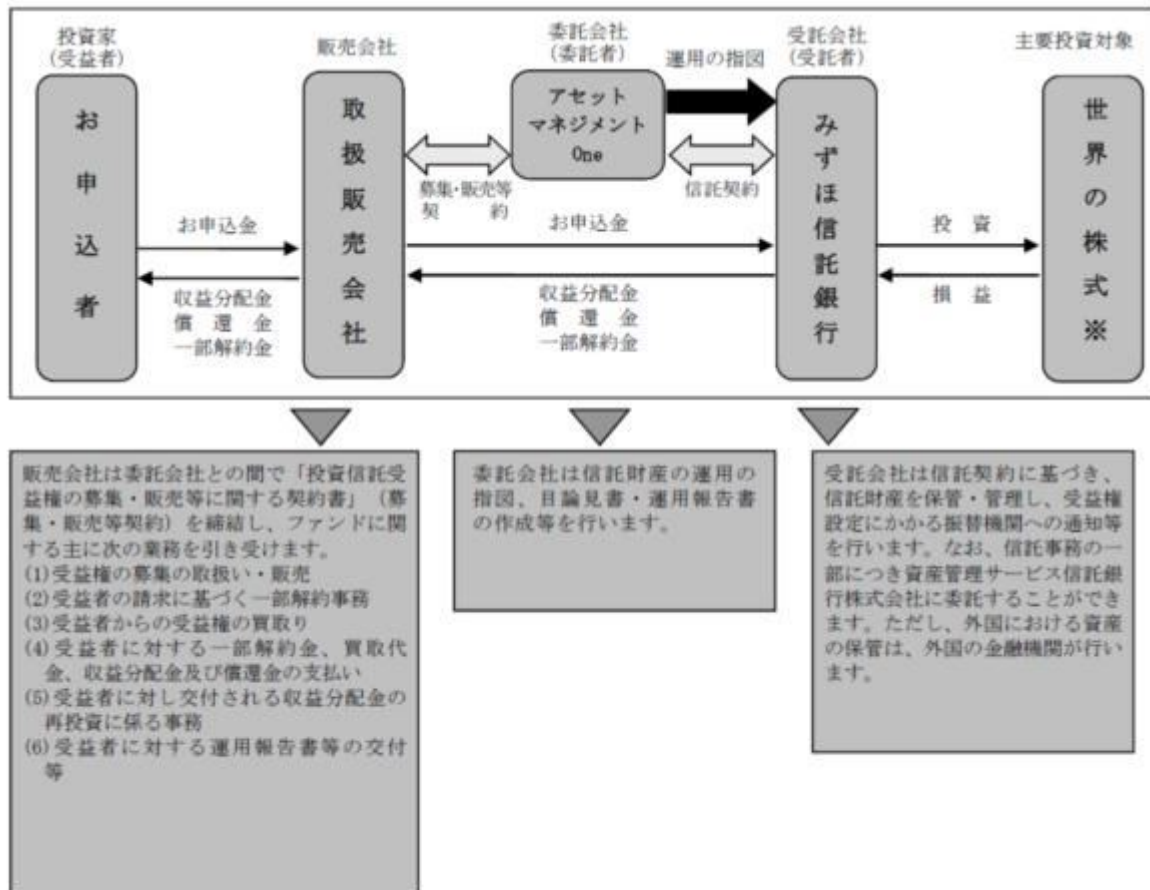 投資家
(受益者)
お申込者
販売会社
取扱販売会社
委託会社
(委託者)
アセット
マネジメント
One
運用の指図
受託会社
(受託者)
みずほ信託銀行
主要投資対象
世界の株式※
募集・販売等
契　約
信託契約
お申込金
収益分配金
償　還　金
一部解約金
お申込金
収益分配金
償　還　金
一部解約金
投　資
損　益
販売会社は委託会社との間で「投資信託受
益権の募集・販売等に関する契約書」（募
集・販売等契約）を締結し、ファンドに関
する主に次の業務を引き受けます。
(1)受益権の募集の取扱い・販売
(2)受益者の請求に基づく一部解約事務
(3)受益者からの受益権の買取り
(4)受益者に対する一部解約金、買取代
金、収益分配金及び償還金の支払い
(5)受益者に対し交付される収益分配金の
再投資に係る事務
(6)受益者に対する運用報告書等の交付
等
委託会社は信託財産の運用の
指図、目論見書・運用報告書
の作成等を行います。
受託会社は信託契約に基づき、
信託財産を保管・管理し、受益権
設定にかかる振替機関への通知等
を行います。なお、信託事務の一
部につき資産管理サービス信託銀
行株式会社に委託することができ
ます。ただし、外国における資産
の保管は、外国の金融機関が行い
ます。